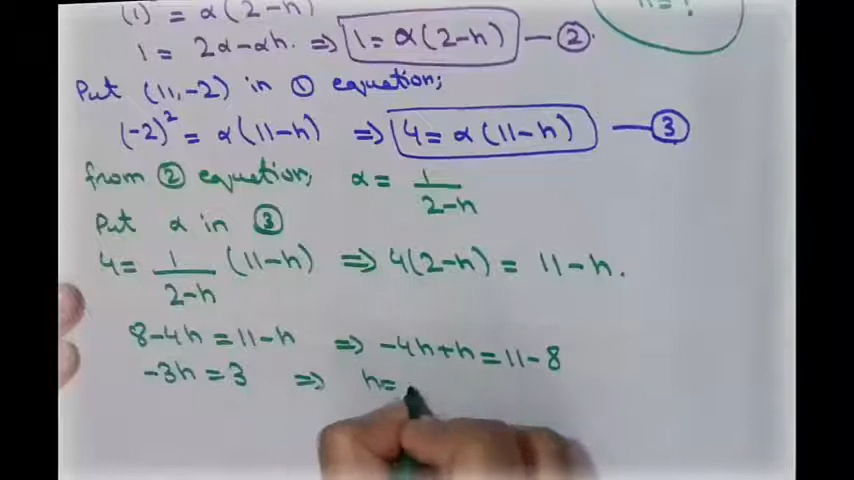 (1) = α(2-h)
h = ?
1 = 2α-αh. ⇒ 1 = α(2-h) — ②.
Put (11,-2) in ① equation;
(-2)² = α(11-h) ⇒ 4 = α(11-h) — ③
from ② equation; α = 1/2-h
Put α in ③
4 = 1/2-h (11-h) ⇒ 4(2-h) = 11-h.
8-4h = 11-h ⇒ -4h+h = 11-8
-3h = 3 ⇒ h=